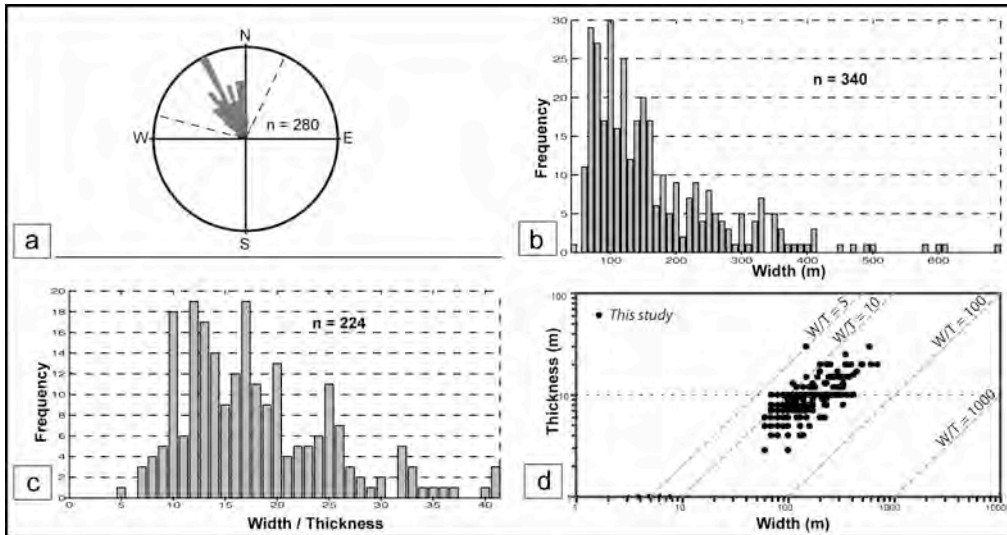 N
W
E
S
n = 280
a
30
25
20
15
10
5
0
Frequency
n = 340
100 200 300 400 500 600
Width (m)
b
20
18
16
14
12
10
8
6
4
2
0
Frequency
n = 224
0 5 10 15 20 25 30 35 40
Width / Thickness
c
100
10
1
Thickness (m)
This study
W/T = 5
W/T = 10
W/T = 100
W/T = 1000
1 10 100 1000
Width (m)
d